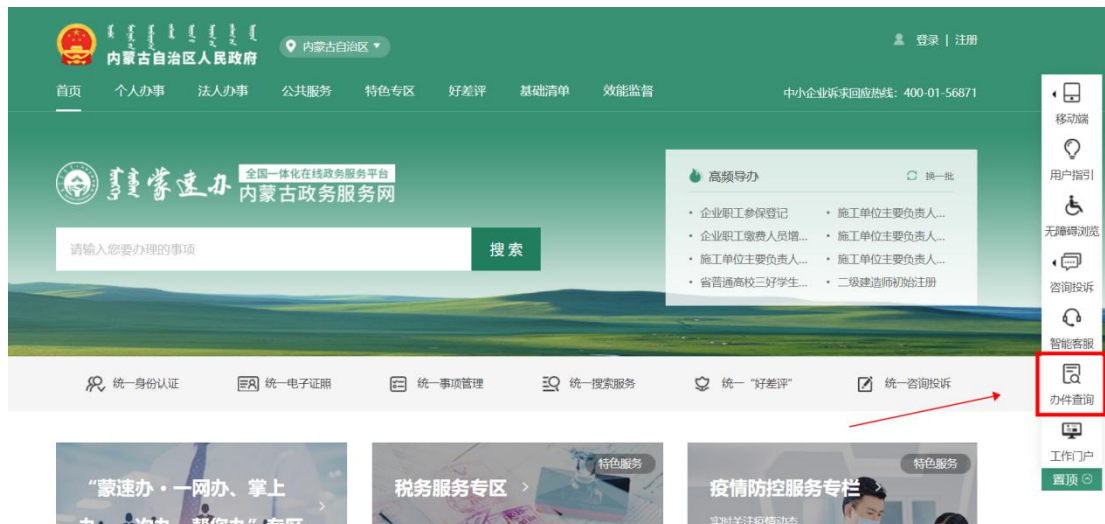 内蒙古自治区人民政府
内蒙古自治区
登录 | 注册
首页 个人办事 法人办事 公共服务 特色专区 好差评 基础清单 效能监督
中小企业诉求回应热线：400-01-56871
蒙速办
全国一体化在线政务服务平台
内蒙古政务服务网
请输入您要办理的事项
搜索
高频导办
换一批
· 企业职工参保登记
· 施工单位主要负责人...
· 企业职工缴费人员增...
· 施工单位主要负责人...
· 施工单位主要负责人...
· 施工单位主要负责人...
· 省普通高校三好学生...
· 二级建造师初始注册
统一身份认证
统一电子证照
统一事项管理
统一搜索服务
统一 “好差评”
统一咨询投诉
“蒙速办·一网办、掌上
税务服务专区
特色服务
疫情防控服务专栏
特色服务
实时关注疫情动态
移动端
用户指引
无障碍浏览
咨询投诉
智能客服
办件查询
工作门户
置顶